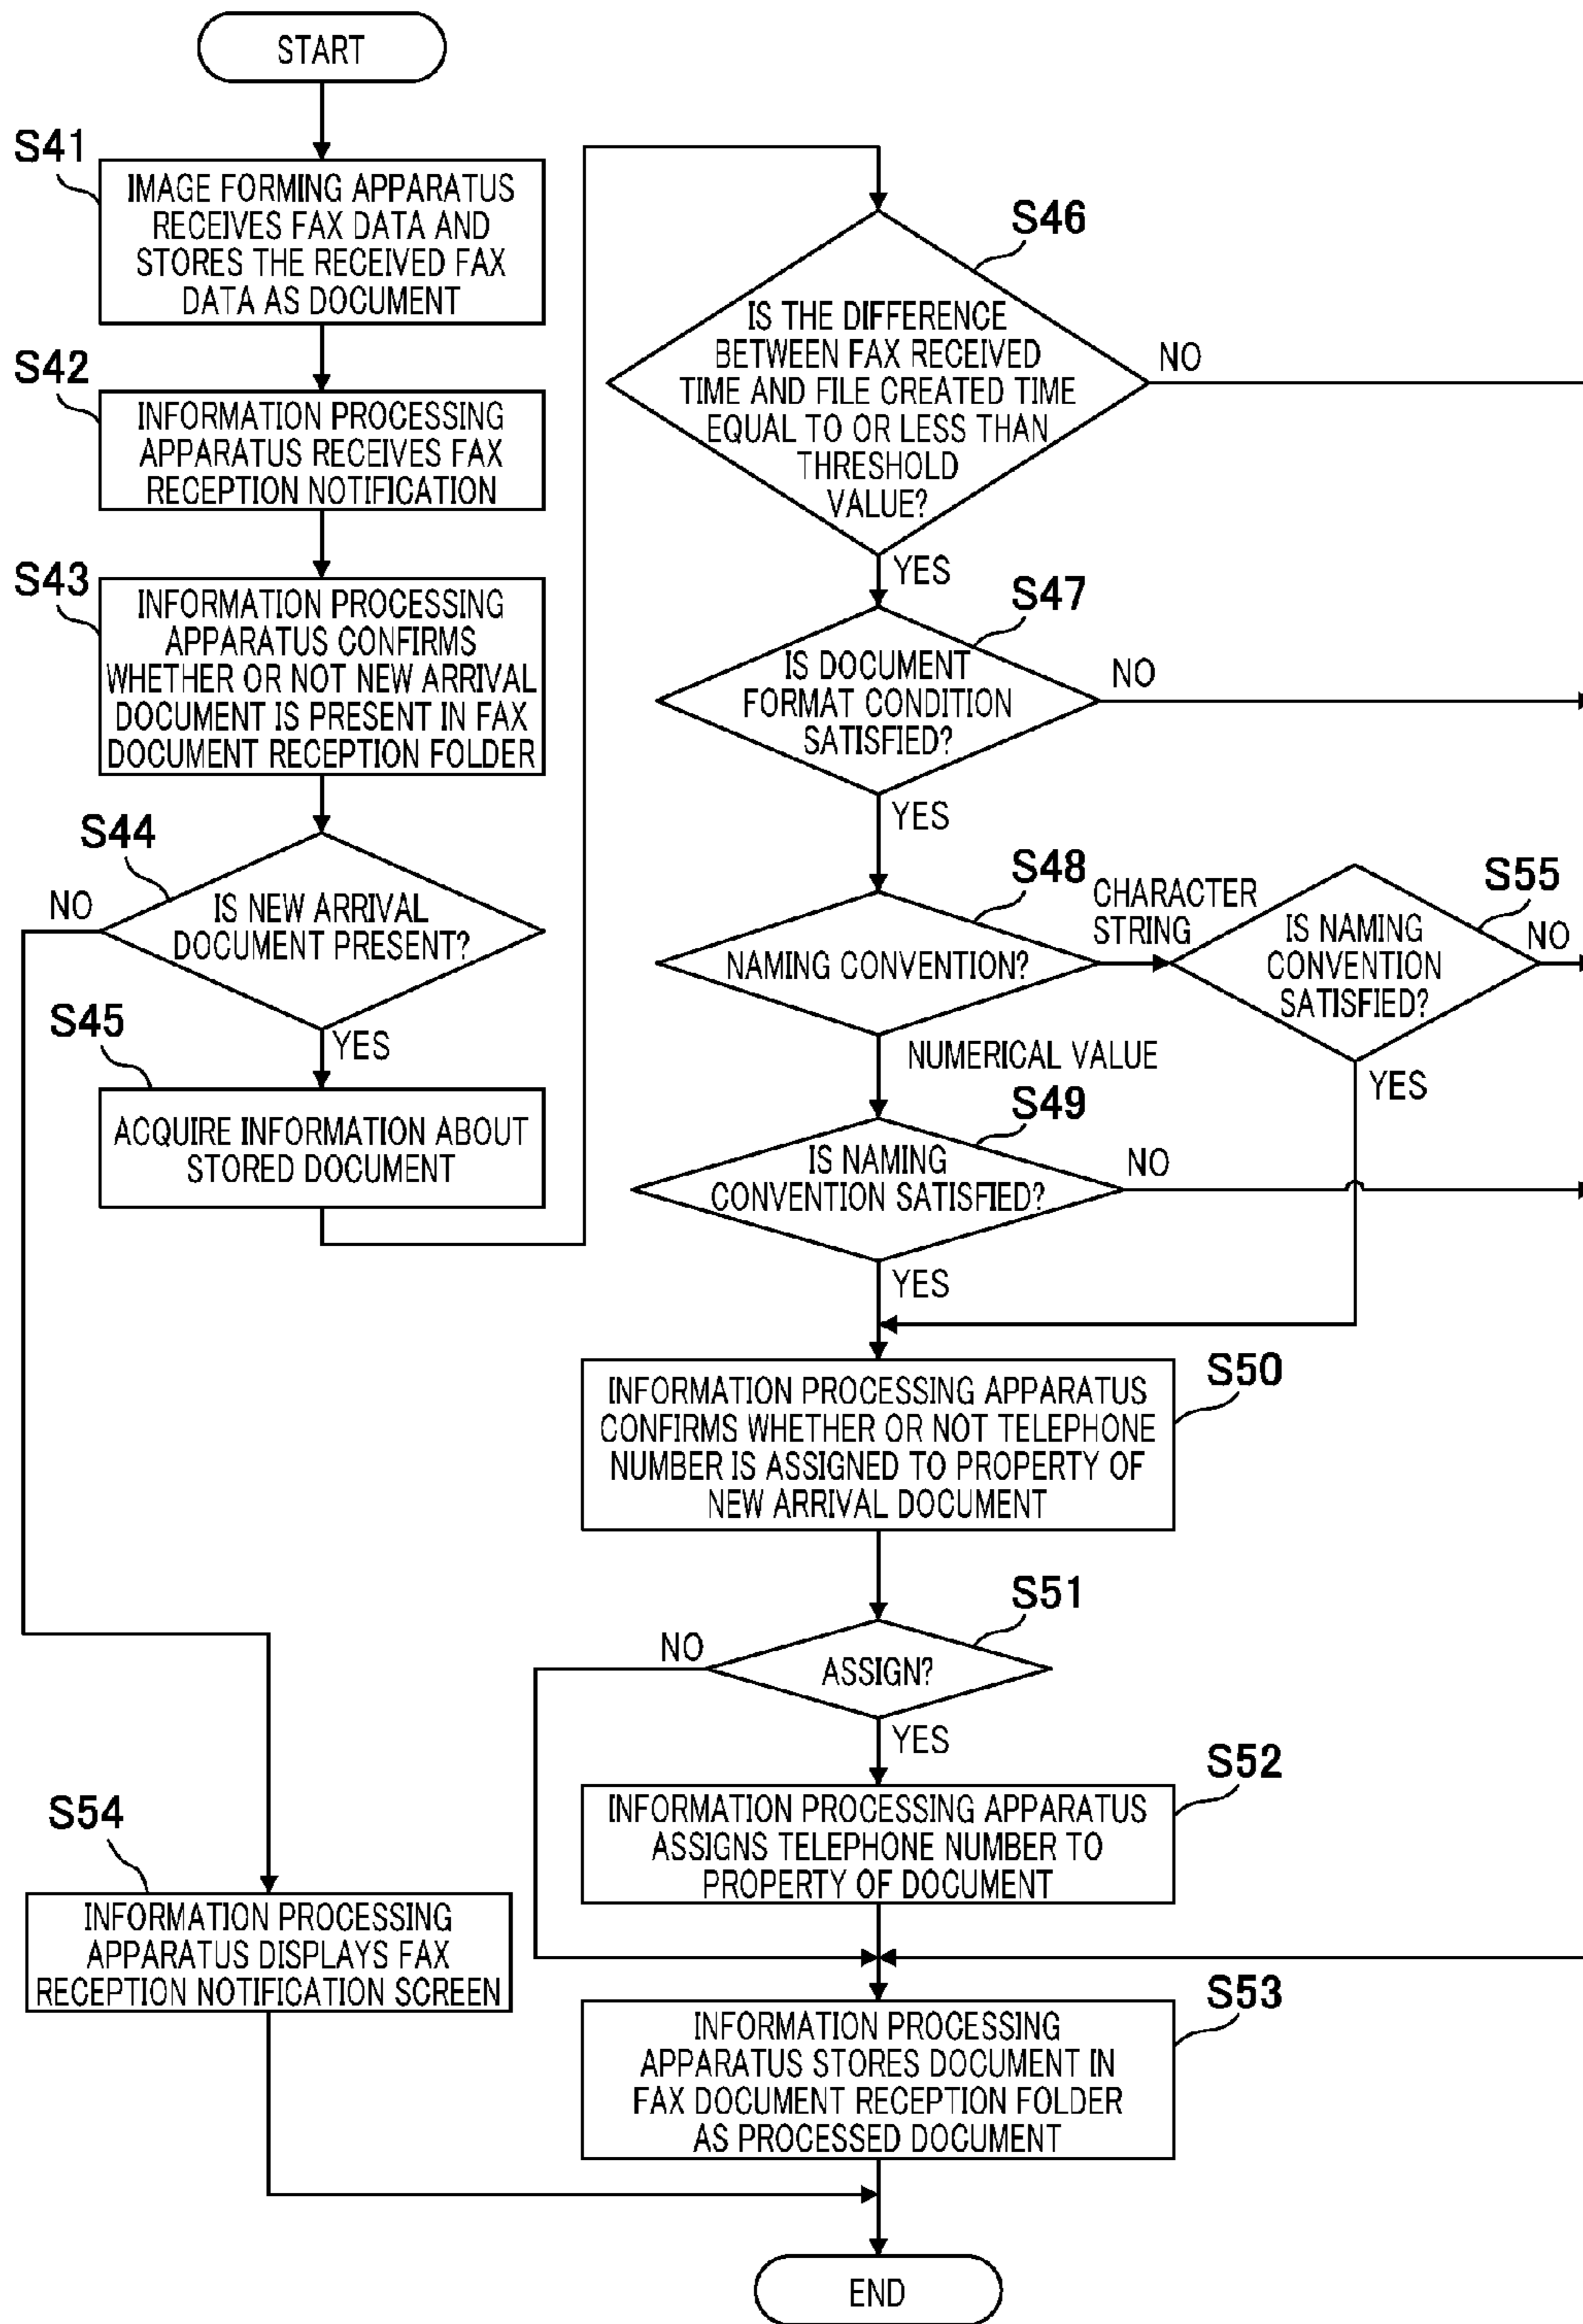 START
S41
IMAGE FORMING APPARATUS
RECEIVES FAX DATA AND
STORES THE RECEIVED FAX
DATA AS DOCUMENT
S42
INFORMATION PROCESSING
APPARATUS RECEIVES FAX
RECEPTION NOTIFICATION
S43
INFORMATION PROCESSING
APPARATUS CONFIRMS
WHETHER OR NOT NEW ARRIVAL
DOCUMENT IS PRESENT IN FAX
DOCUMENT RECEPTION FOLDER
S44
NO
IS NEW ARRIVAL
DOCUMENT PRESENT?
YES
S45
ACQUIRE INFORMATION ABOUT
STORED DOCUMENT
S46
IS THE DIFFERENCE
BETWEEN FAX RECEIVED
TIME AND FILE CREATED TIME
EQUAL TO OR LESS THAN
THRESHOLD
VALUE?
NO
YES
S47
IS DOCUMENT
FORMAT CONDITION
SATISFIED?
NO
YES
S48
NAMING CONVENTION?
CHARACTER
STRING
S55
IS NAMING
CONVENTION
SATISFIED?
NO
YES
NUMERICAL VALUE
S49
IS NAMING
CONVENTION SATISFIED?
NO
YES
S50
INFORMATION PROCESSING APPARATUS
CONFIRMS WHETHER OR NOT TELEPHONE
NUMBER IS ASSIGNED TO PROPERTY OF
NEW ARRIVAL DOCUMENT
S51
NO
ASSIGN?
YES
S52
INFORMATION PROCESSING APPARATUS
ASSIGNS TELEPHONE NUMBER TO
PROPERTY OF DOCUMENT
S54
INFORMATION PROCESSING
APPARATUS DISPLAYS FAX
RECEPTION NOTIFICATION SCREEN
S53
INFORMATION PROCESSING
APPARATUS STORES DOCUMENT IN
FAX DOCUMENT RECEPTION FOLDER
AS PROCESSED DOCUMENT
END